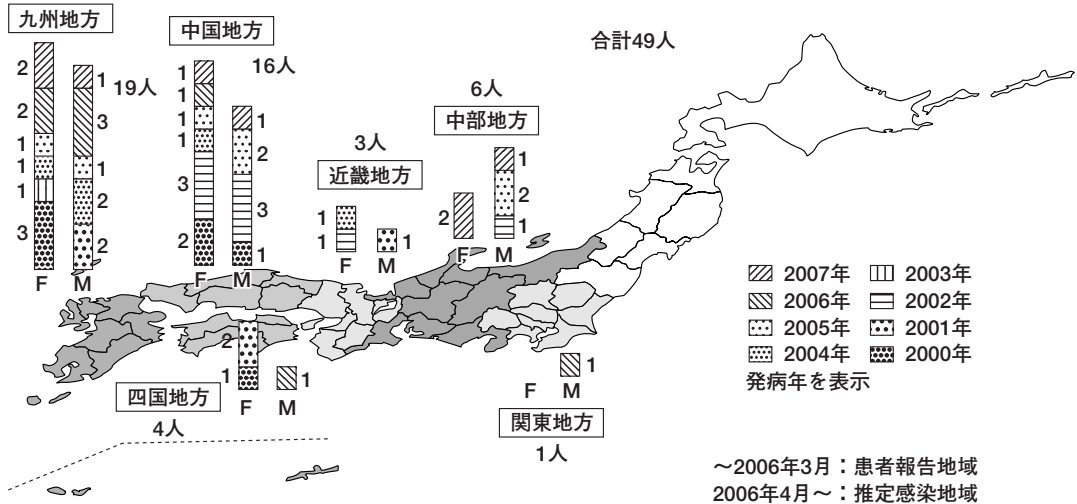 九州地方
19人
2
2
1
1
1
3
F
1
3
1
2
2
M
中国地方
16人
1
1
1
1
3
2
F
1
2
3
1
M
3人
近畿地方
1
1
F
1
M
6人
中部地方
2
F
1
2
1
M
合計49人
2007年
2003年
2006年
2002年
2005年
2001年
2004年
2000年
発病年を表示
2
1
F
1
M
四国地方
4人
F
1
M
関東地方
1人
～2006年3月：患者報告地域
2006年4月～：推定感染地域